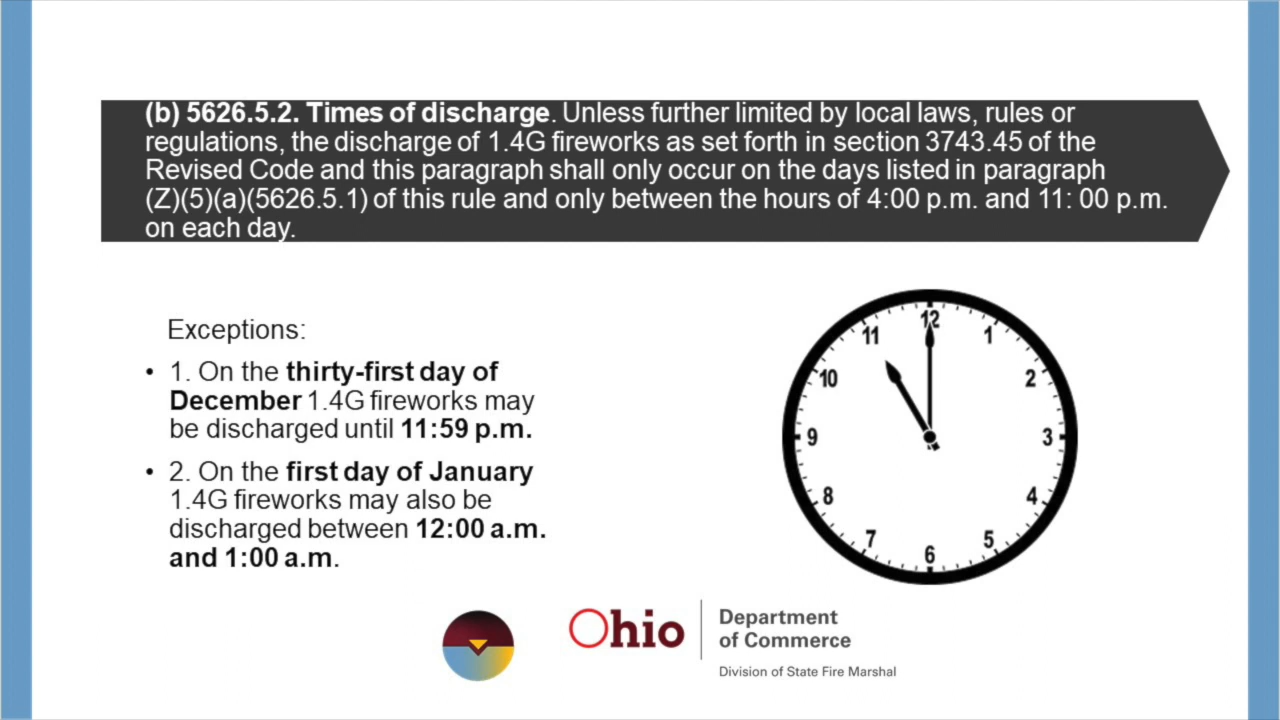 (b) 5626.5.2. Times of discharge. Unless further limited by local laws, rules or
regulations, the discharge of 1.4G fireworks as set forth in section 3743.45 of the
Revised Code and this paragraph shall only occur on the days listed in paragraph
(Z)(5)(a)(5626.5.1) of this rule and only between the hours of 4:00 p.m. and 11: 00 p.m.
on each day.
Exceptions:
• 1. On the thirty-first day of
December 1.4G fireworks may
be discharged until 11:59 p.m.
• 2. On the first day of January
1.4G fireworks may also be
discharged between 12:00 a.m.
and 1:00 a.m.
12
11
1
10
2
9
3
8
4
7
5
6
Ohio
Department
of Commerce
Division of State Fire Marshal